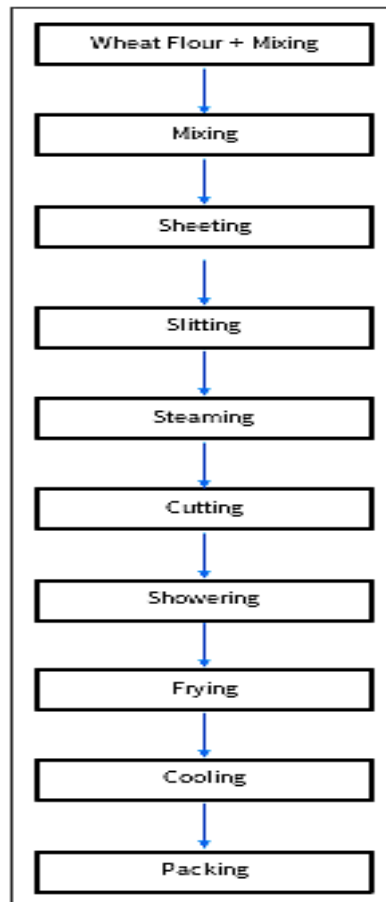 Wheat Flour + Mixing
Mixing
Sheeting
Slitting
Steaming
Cutting
Showering
Frying
Cooling
Packing